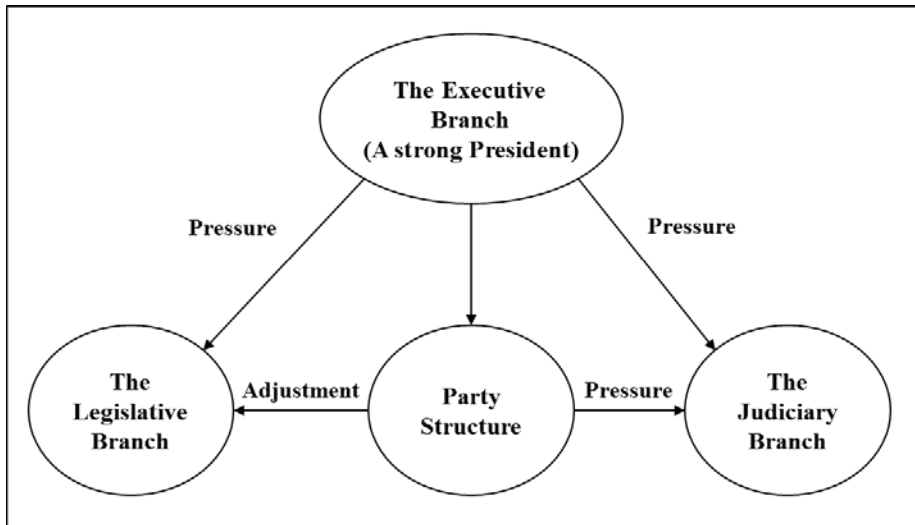 The Executive
Branch
(A strong President)
Pressure
Pressure
The
Legislative
Branch
Adjustment
Party
Structure
Pressure
The
Judiciary
Branch